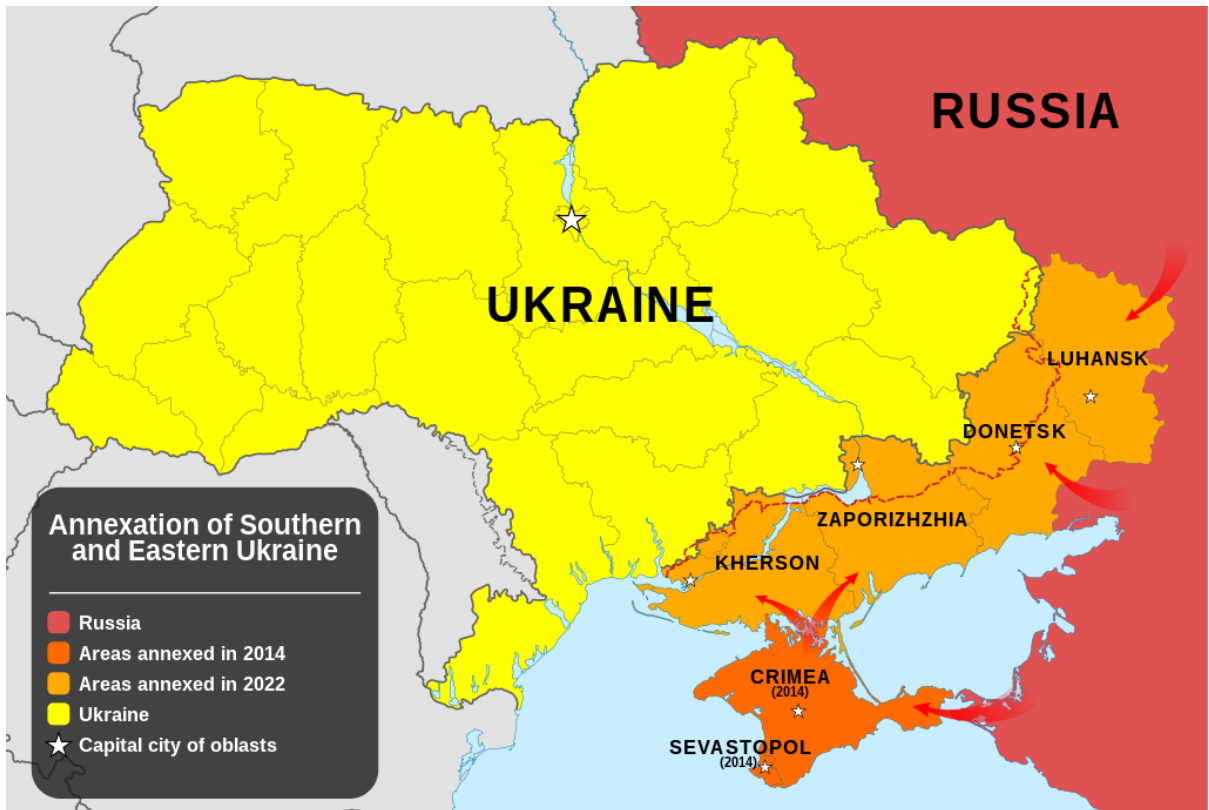 RUSSIA
UKRAINE
LUHANSK
DONETSK
ZAPORIZHZHIA
KHERSON
CRIMEA
(2014)
SEVASTOPOL
(2014)
Annexation of Southern
and Eastern Ukraine
Russia
Areas annexed in 2014
Areas annexed in 2022
Ukraine
Capital city of oblasts